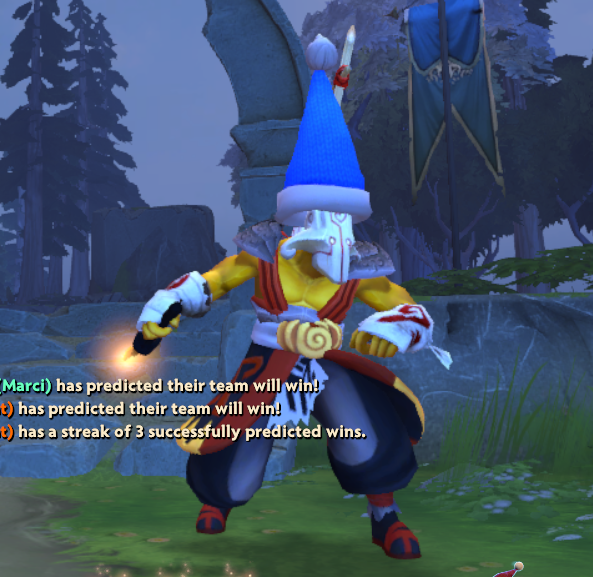 (Marci) has predicted their team will win!
t) has predicted their team will win!
t) has a streak of 3 successfully predicted wins.